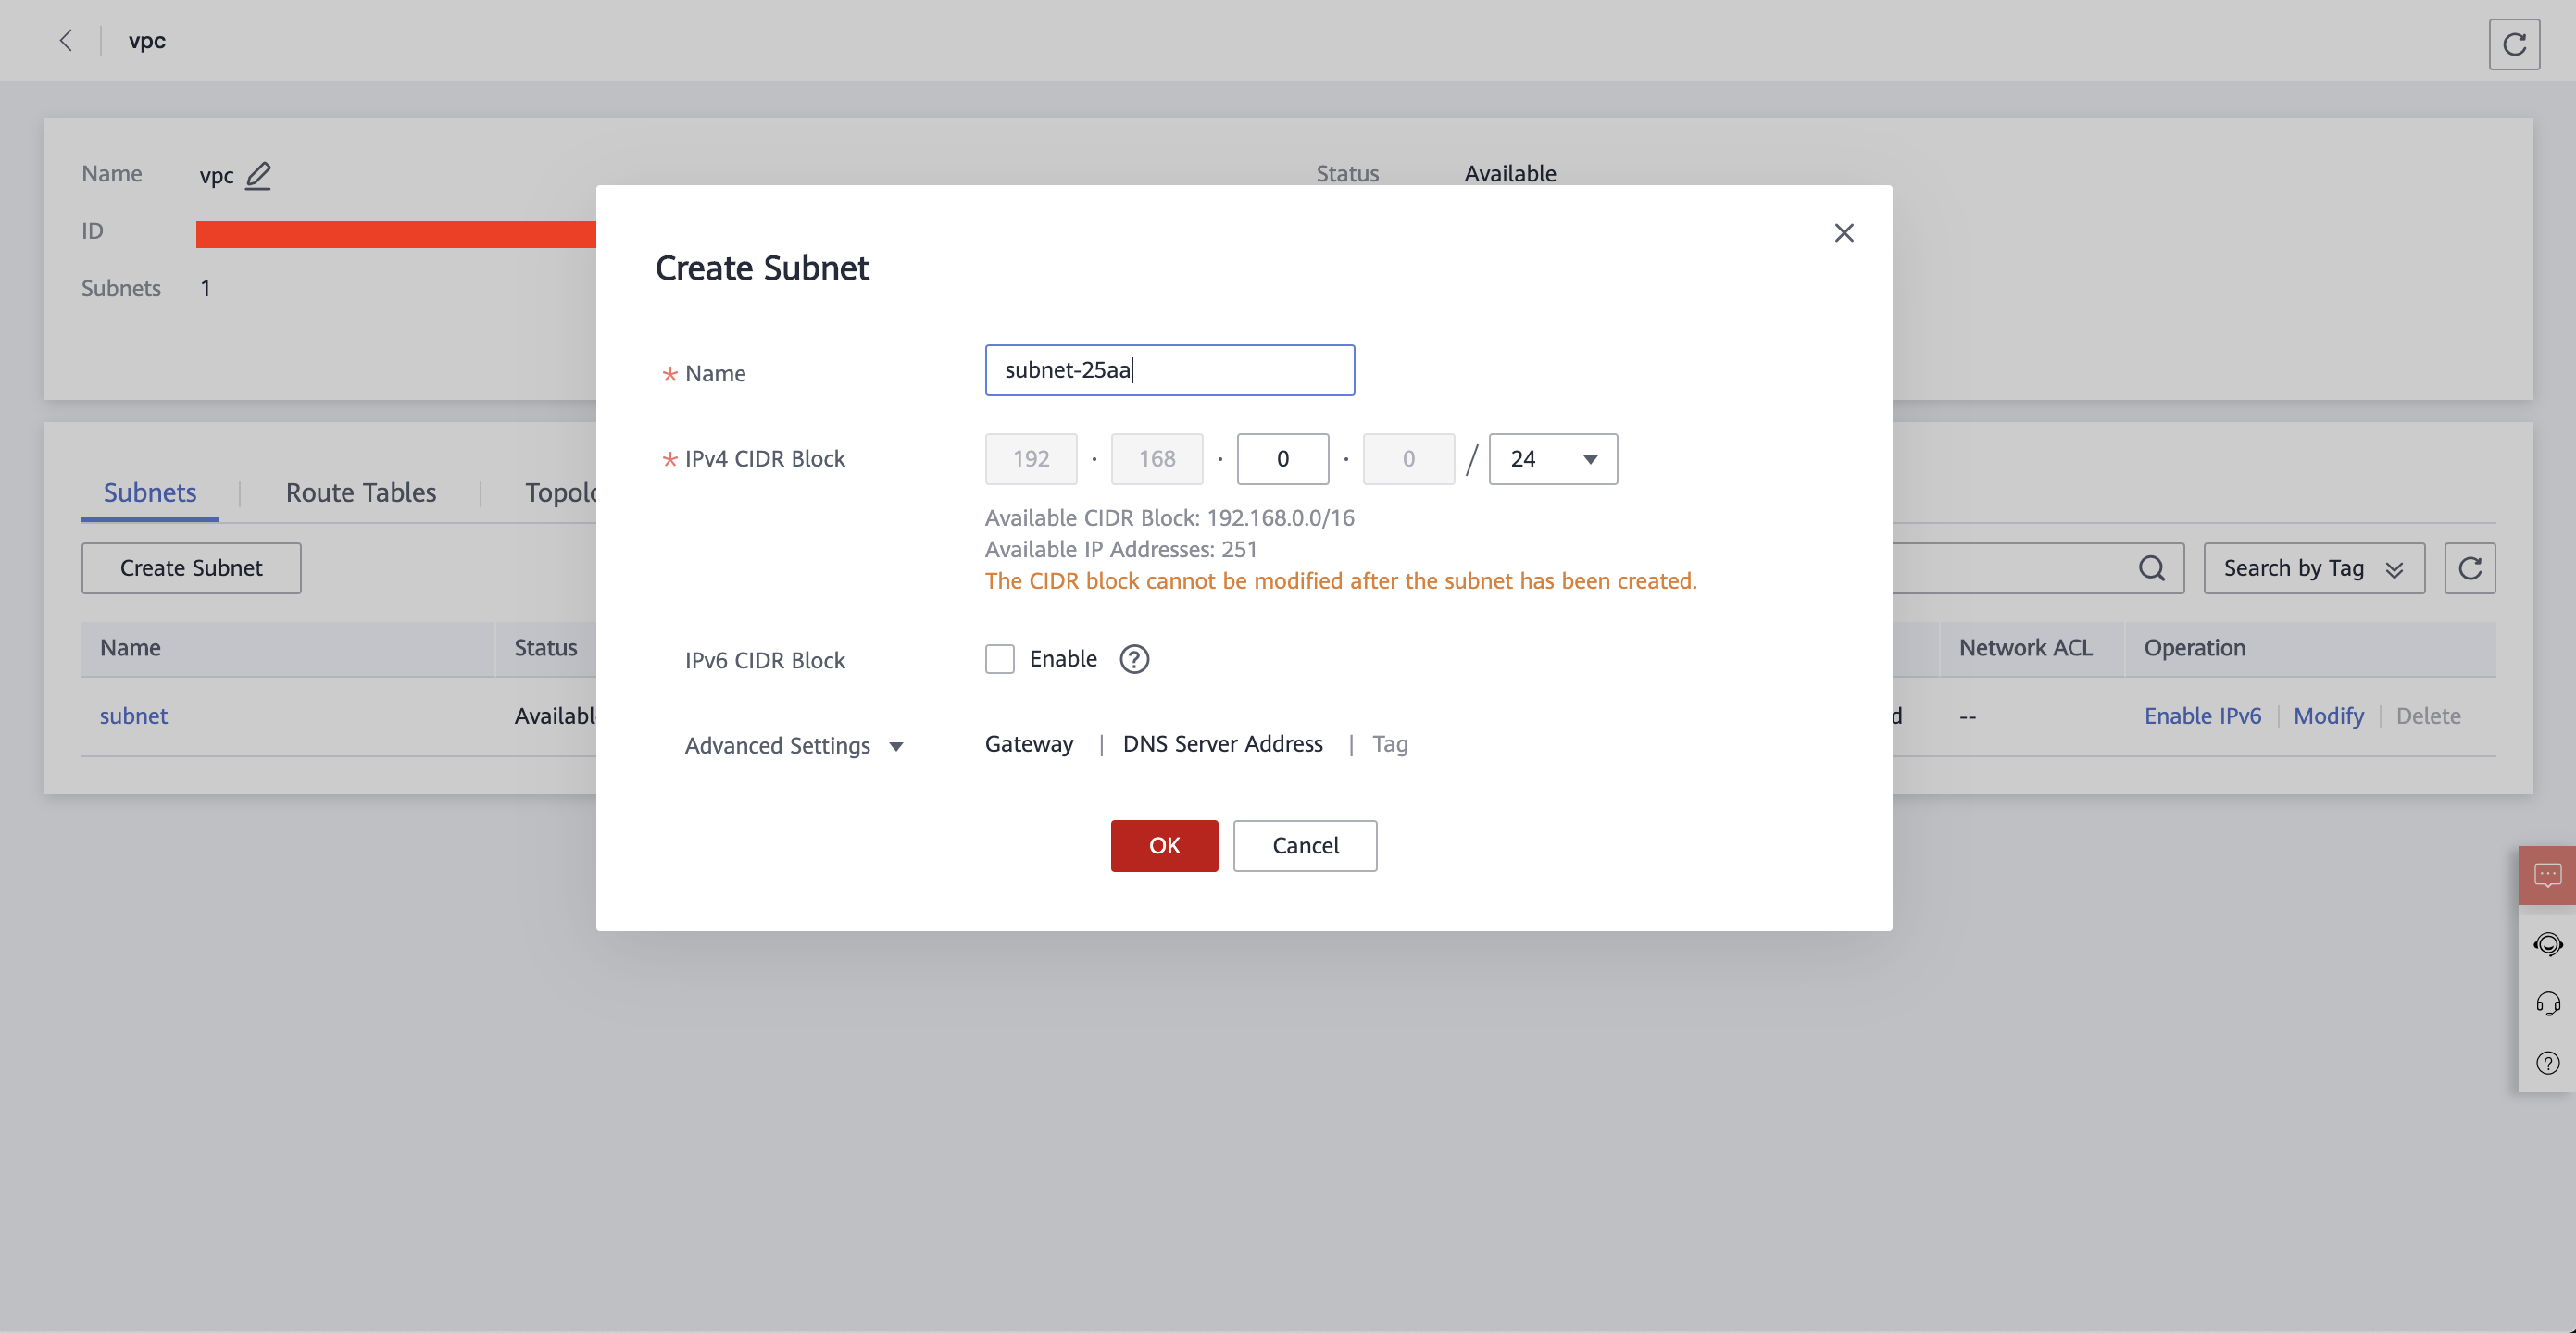 vpc
Name vpc Status Available
ID
Subnets 1
Create Subnet
* Name subnet-25aa
* IPv4 CIDR Block 192 · 168 · 0 · 0 / 24
Available CIDR Block: 192.168.0.0/16
Available IP Addresses: 251
The CIDR block cannot be modified after the subnet has been created.
IPv6 CIDR Block Enable ?
Advanced Settings Gateway | DNS Server Address | Tag
OK Cancel
Subnets | Route Tables |
Create Subnet Search by Tag
Name Status Network ACL Operation
subnet -- Enable IPv6 | Modify | Delete